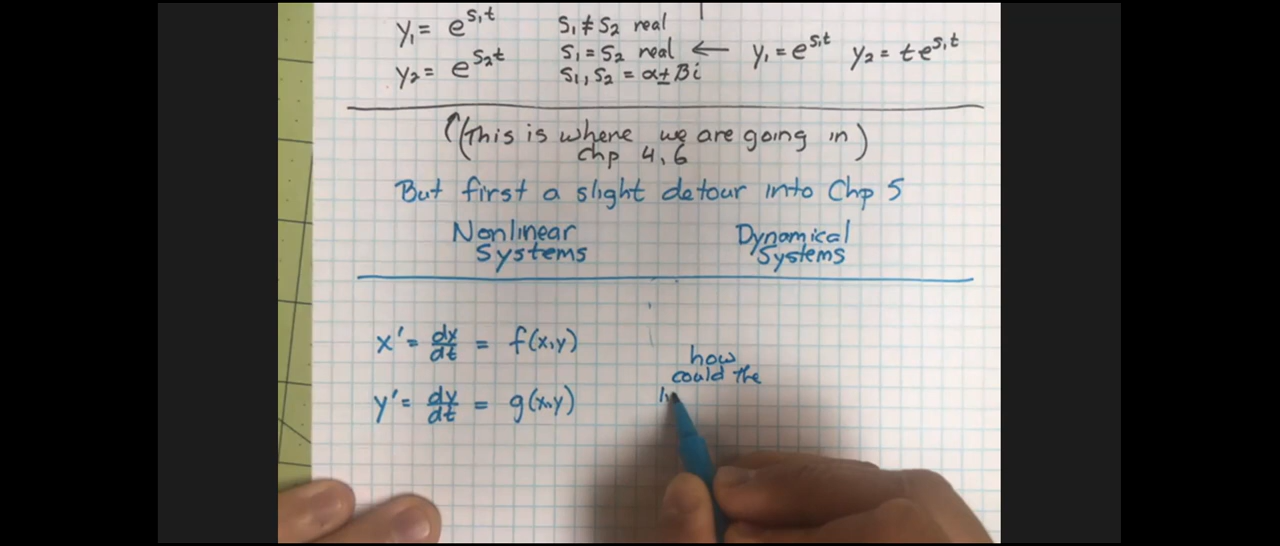 y₁ = e^s₁t s₁ ≠ s₂ real
s₁ = s₂ real ← y₁ = e^s₁t y₂ = te^s₁t
y₂ = e^s₂t s₁, s₂ = α ± βi
(This is where we are going in)
chp 4, 6
But first a slight detour into Chp 5
Nonlinear Dynamical
Systems Systems
x' = dx/dt = f(x,y)
how
could the
y' = dy/dt = g(x,y)